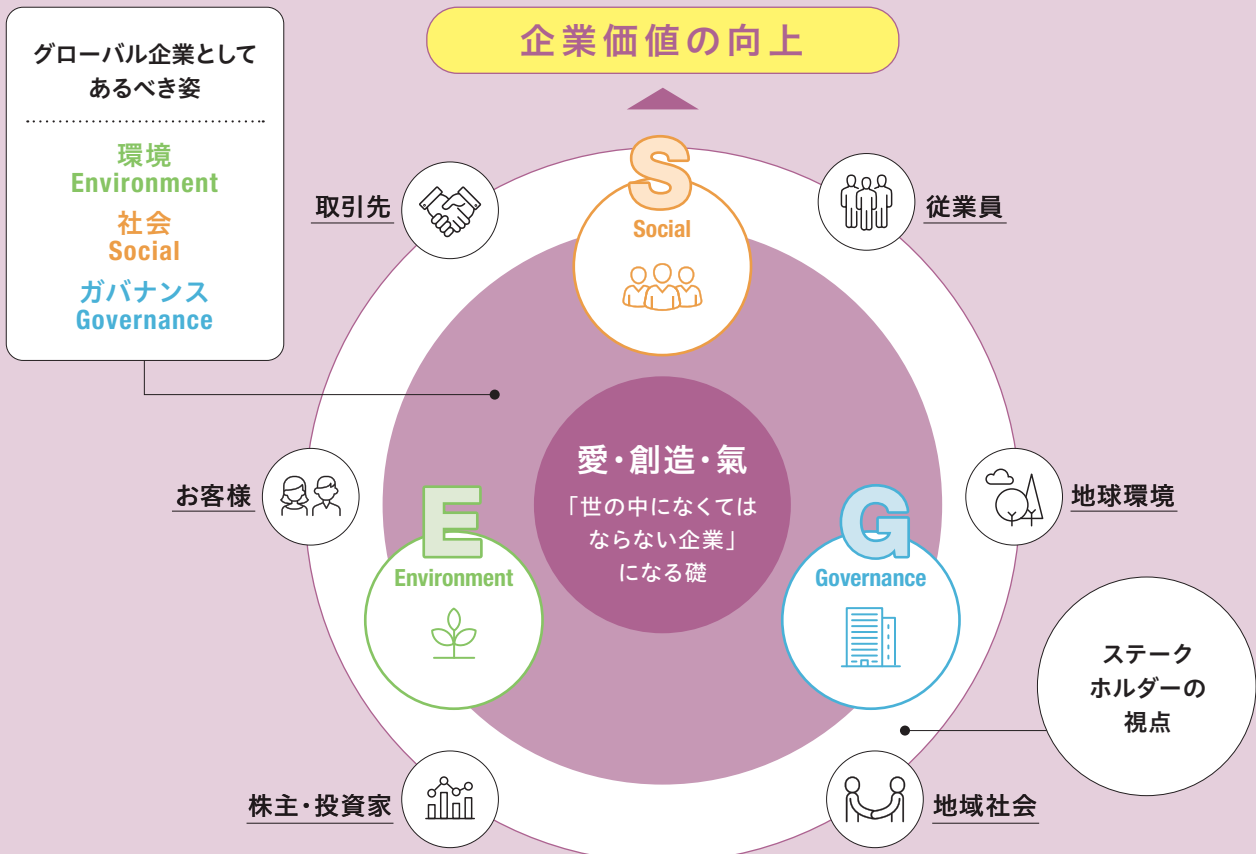 企業価値の向上
グローバル企業として
あるべき姿
環境
Environment
社会
Social
ガバナンス
Governance
取引先
S
Social
従業員
お客様
愛・創造・氣
「世の中になくては
ならない企業」
になる礎
地球環境
E
Environment
G
Governance
ステーク
ホルダーの
視点
株主・投資家
地域社会